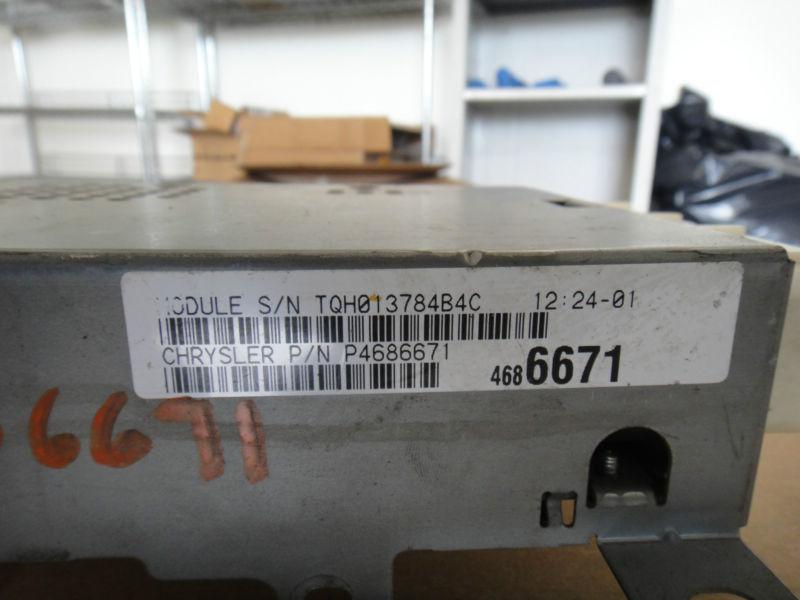 MODULE S/N TQH013784B4C 12:24-01
CHRYSLER P/N P4686671
4686671
6671